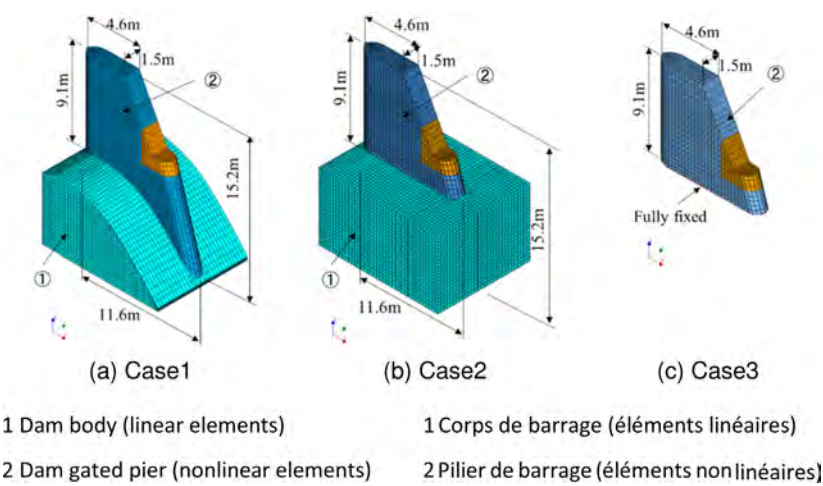 4.6m
1.5m
②
9.1m
15.2m
①
11.6m
(a) Case1
4.6m
1.5m
②
9.1m
15.2m
①
11.6m
(b) Case2
4.6m
1.5m
②
9.1m
Fully fixed
(c) Case3
1 Dam body (linear elements)
2 Dam gated pier (nonlinear elements)
1 Corps de barrage (éléments linéaires)
2 Pilier de barrage (éléments non linéaires)